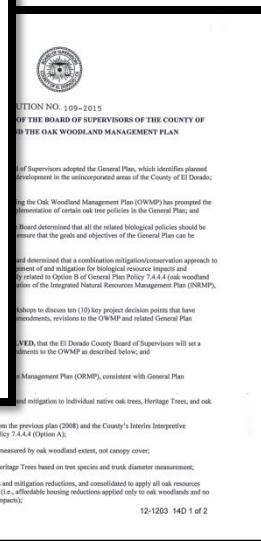 UTION NO. 109-2015
OF THE BOARD OF SUPERVISORS OF THE COUNTY OF
D THE OAK WOODLAND MANAGEMENT PLAN
of Supervisors adopted the General Plan, which identifies planned
development in the unincorporated areas of the County of El Dorado;
ing the Oak Woodland Management Plan (OWMP) has prompted the
plementation of certain oak tree policies in the General Plan; and
Board determined that all the related biological policies should be
ensure that the goals and objectives of the General Plan can be
ard determined that a combination mitigation/conservation approach to
gement of and mitigation for biological resource impacts and
ly related to Option B of General Plan Policy 7.4.4.4 (oak woodland
ation of the Integrated Natural Resources Management Plan (INRMP),
kshops to discuss ten (10) key project decision points that have
mendments, revisions to the OWMP and related General Plan
LVED, that the El Dorado County Board of Supervisors will set a
dments to the OWMP as described below; and
s Management Plan (ORMP), consistent with General Plan
and mitigation to individual native oak trees, Heritage Trees, and oak
om the previous plan (2008) and the County's Interim Interpretive
licy 7.4.4.4 (Option A);
measured by oak woodland extent, not canopy cover;
eritage Trees based on tree species and trunk diameter measurement;
s and mitigation reductions, and consolidated to apply all oak resources
(i.e., affordable housing reductions applied only to oak woodlands and no
mpacts);
12-1203 14D 1 of 2